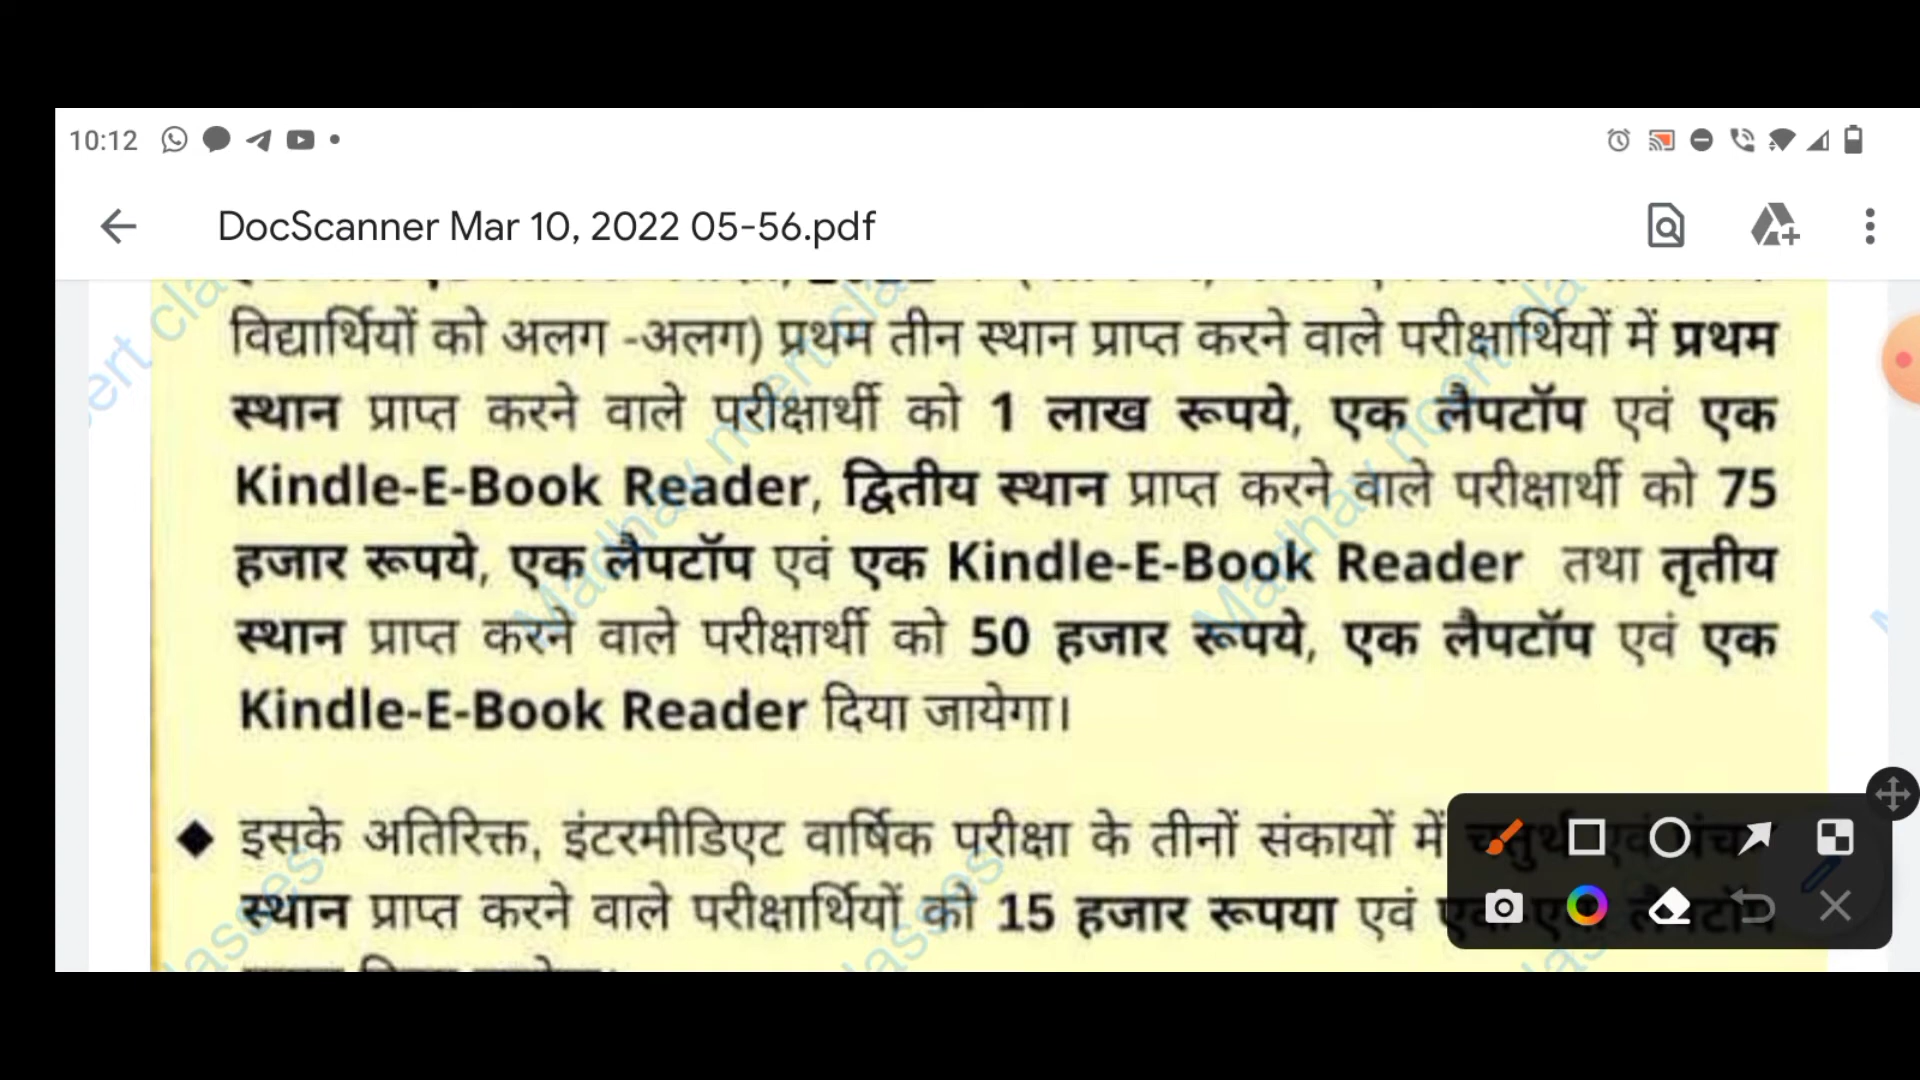 10:12
DocScanner Mar 10, 2022 05-56.pdf
विद्यार्थियों को अलग -अलग) प्रथम तीन स्थान प्राप्त करने वाले परीक्षार्थियों में प्रथम
स्थान प्राप्त करने वाले परीक्षार्थी को 1 लाख रूपये, एक लैपटॉप एवं एक
Kindle-E-Book Reader, द्वितीय स्थान प्राप्त करने वाले परीक्षार्थी को 75
हजार रूपये, एक लैपटॉप एवं एक Kindle-E-Book Reader तथा तृतीय
स्थान प्राप्त करने वाले परीक्षार्थी को 50 हजार रूपये, एक लैपटॉप एवं एक
Kindle-E-Book Reader दिया जायेगा।
इसके अतिरिक्त, इंटरमीडिएट वार्षिक परीक्षा के तीनों संकायों में चतुर्थ एवं
स्थान प्राप्त करने वाले परीक्षार्थियों को 15 हजार रूपया एवं एक-एक लैपटॉप